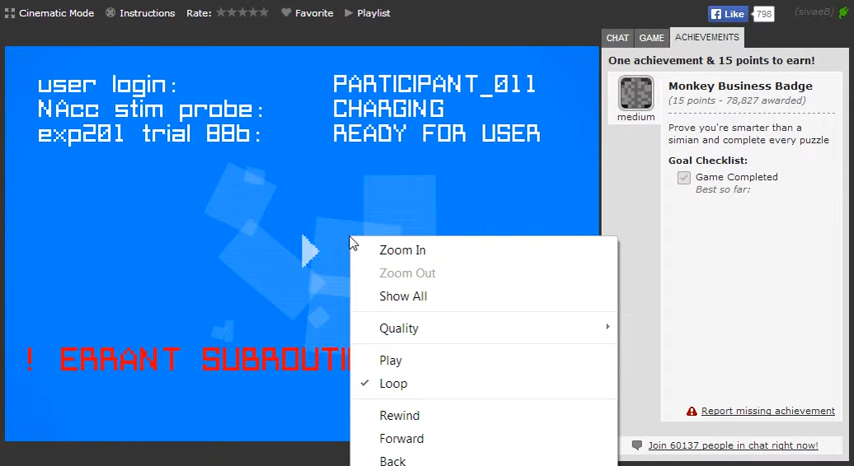 Cinematic Mode Instructions Rate: Favorite Playlist Like 798 (sivaeB)
CHAT GAME ACHIEVEMENTS
user login: PARTICIPANT_011
NAcc stim probe: CHARGING
exp201 trial 88b: READY FOR USER
! ERRANT SUBROUTI
Zoom In
Zoom Out
Show All
Quality
Play
Loop
Rewind
Forward
Back
One achievement & 15 points to earn!
medium
Monkey Business Badge
(15 points - 78,827 awarded)
Prove you're smarter than a
simian and complete every puzzle
Goal Checklist:
Game Completed
Best so far:
Report missing achievement
Join 60137 people in chat right now!